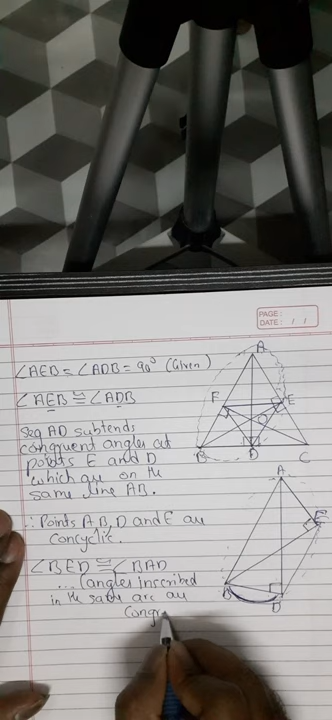 PAGE:
DATE: / /
∠AEB = ∠ADB = 90° (Given)
∠AEB ≅ ∠ADB
seg AD subtends
congruent angles at
points E and D
which are on the
same line AB.
∴ Points A, B, D and E are
concyclic.
∠BED ≅ ∠BAD
... (angles inscribed
in the same arc are
congr
A
F
E
O
B
D
C
A
E
B
D